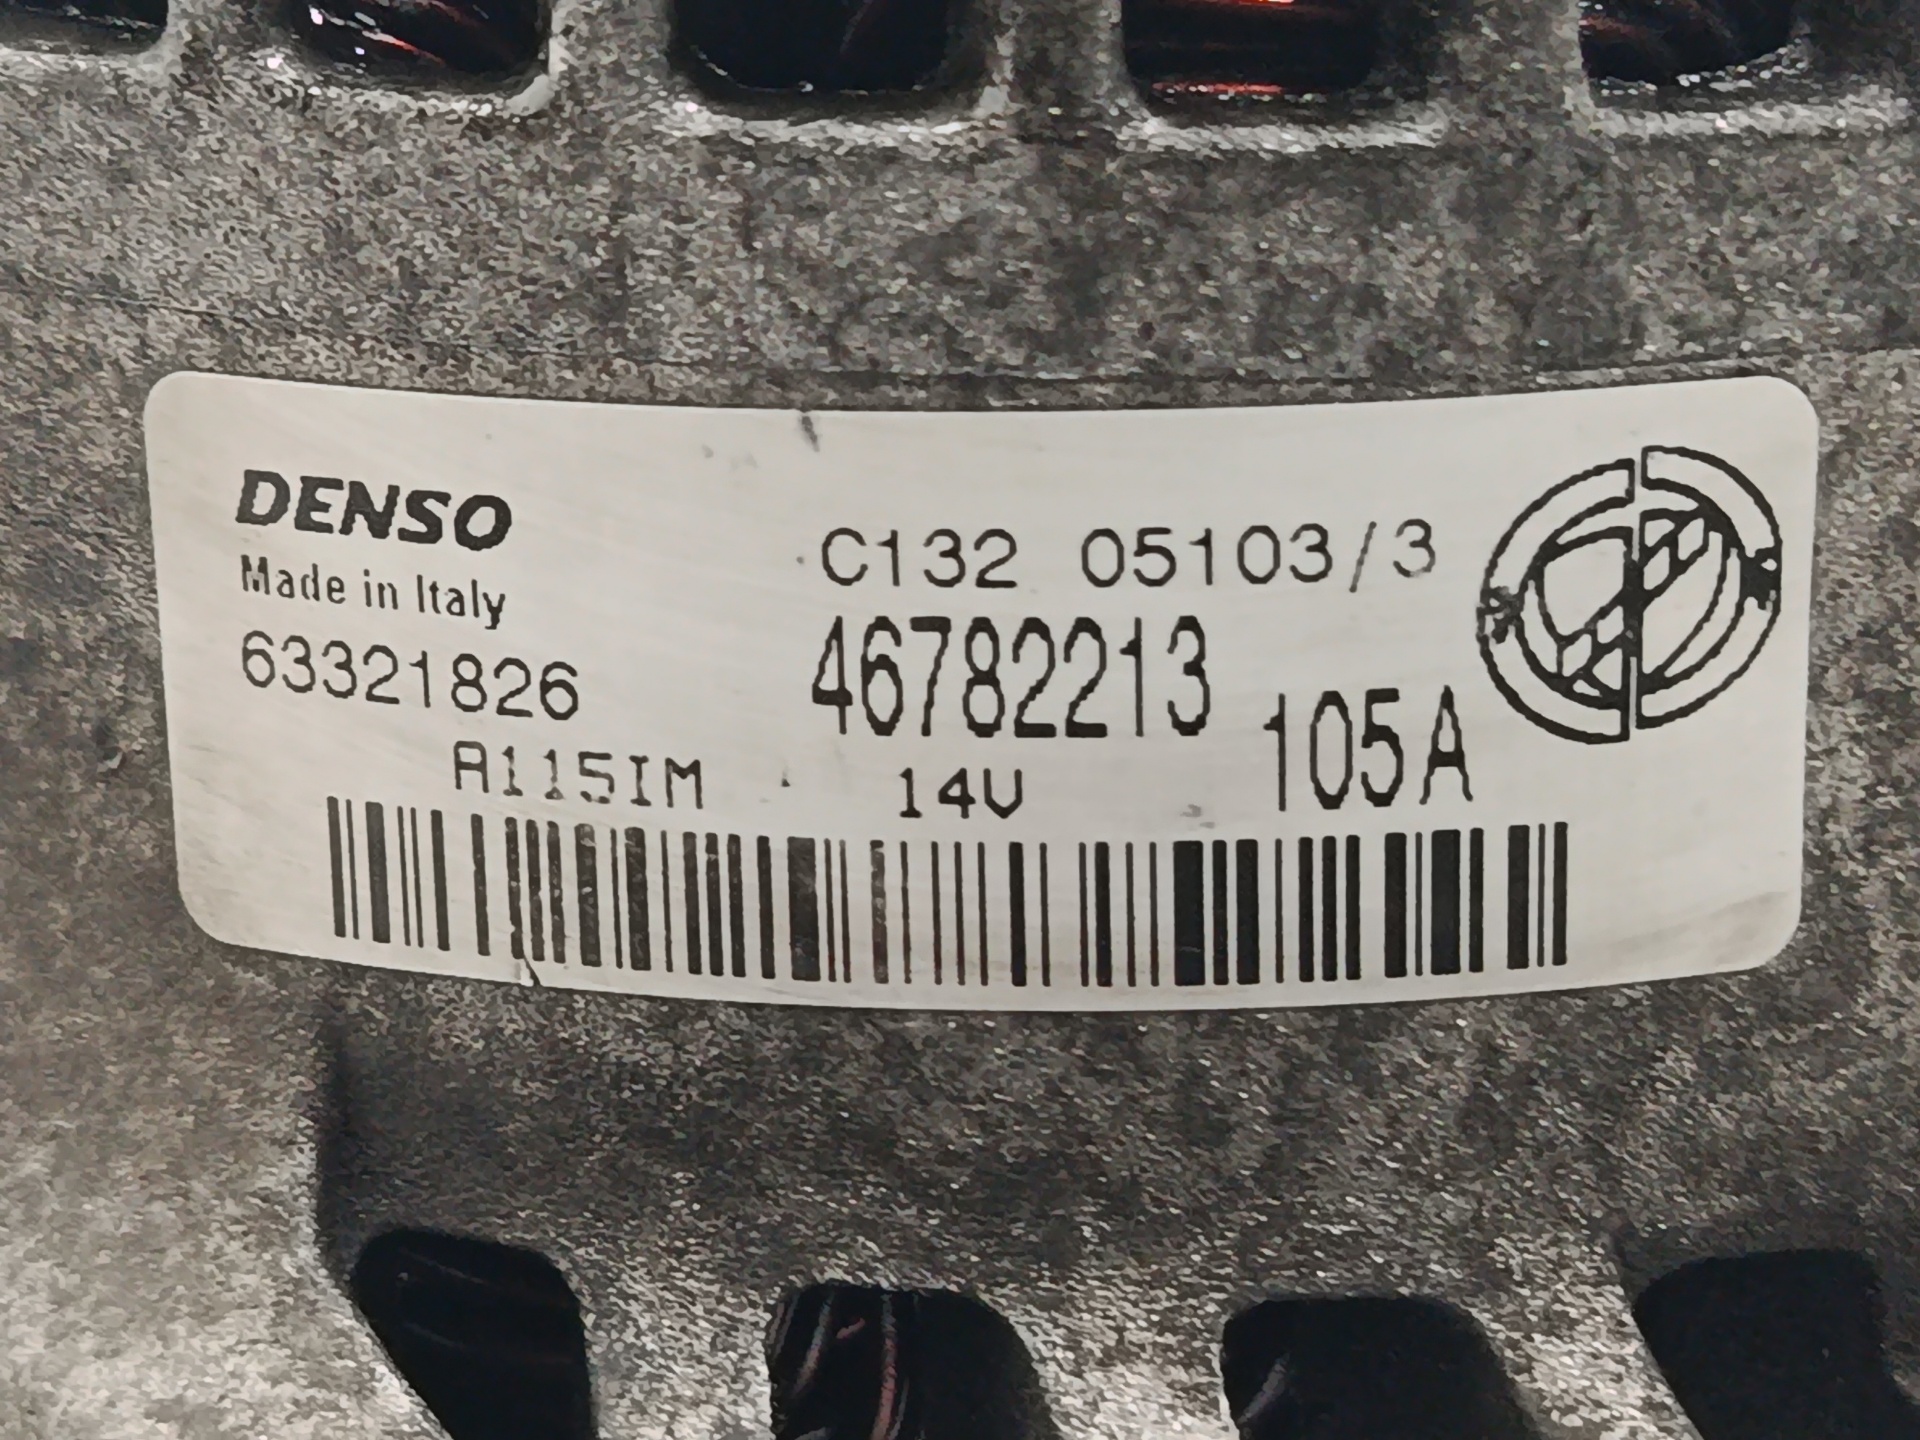 DENSO
Made in Italy
63321826
A115IM
C132 05103/3
46782213
14V
105A